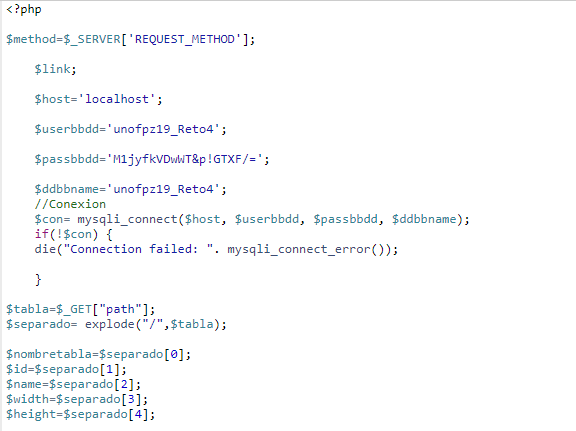 <?php
$method=$_SERVER['REQUEST_METHOD'];
$link;
$host='localhost';
$userbbdd='unofpz19_Reto4';
$passbbdd='M1jyfkVDwWT&p!GTXF/=';
$ddbbname='unofpz19_Reto4';
//Conexion
$con= mysqli_connect($host, $userbbdd, $passbbdd, $ddbbname);
if(!$con) {
die("Connection failed: ". mysqli_connect_error());
}
$tabla=$_GET["path"];
$separado= explode("/",$tabla);
$nombretabla=$separado[0];
$id=$separado[1];
$name=$separado[2];
$width=$separado[3];
$height=$separado[4];